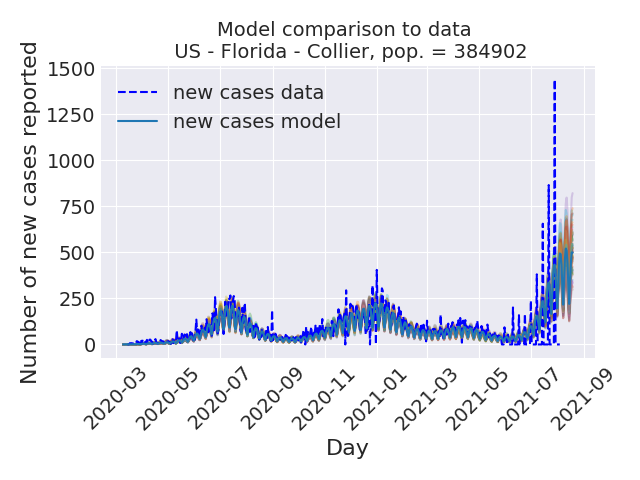 Model comparison to data
US - Florida - Collier, pop. = 384902
Number of new cases reported
1500
1250
1000
750
500
250
0
new cases data
new cases model
2020-03
2020-05
2020-07
2020-09
2020-11
2021-01
2021-03
2021-05
2021-07
2021-09
Day